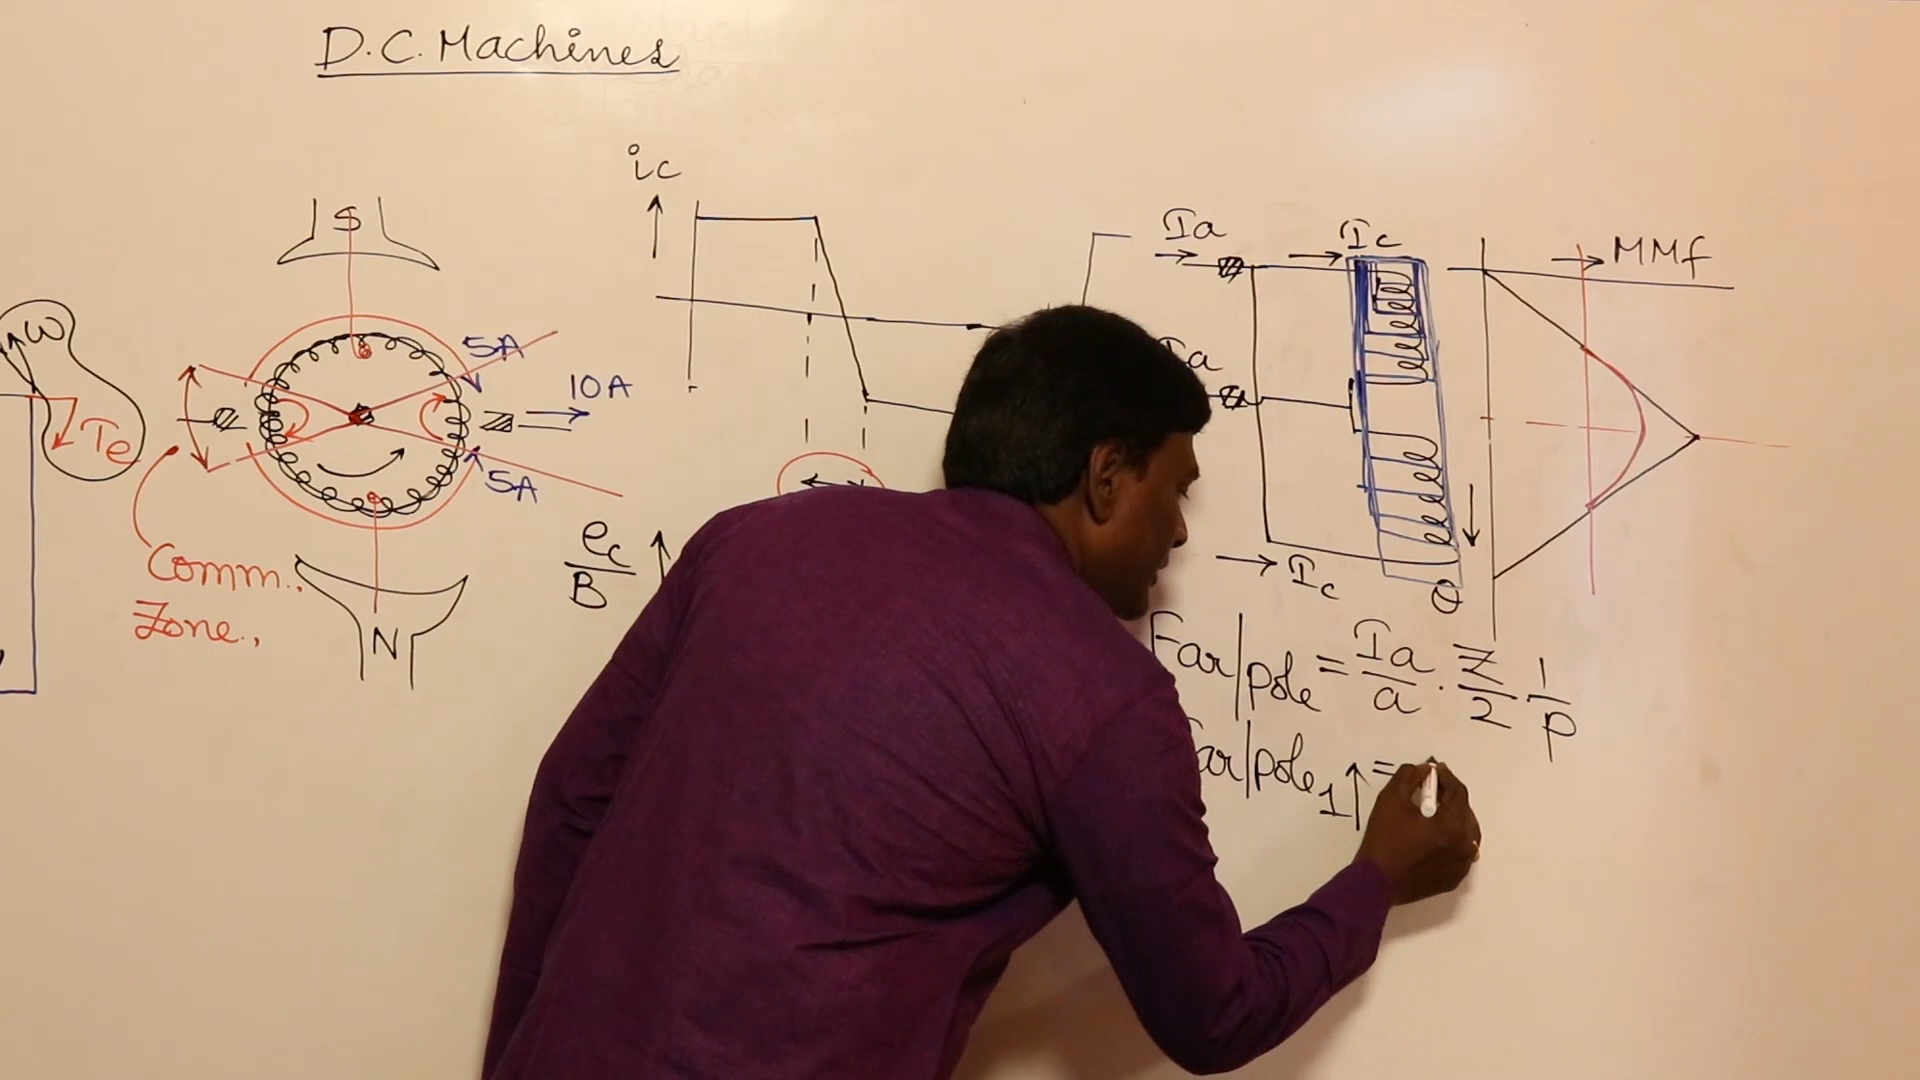 D.C. Machines
ω
Te
S
5A
10A
5A
N
Comm.
Zone.,
ic
ec/B
Ia
Ic
Ia
Ic
θ
MMf
Far/pole = Ia/a . Z/2 . 1/p
Far/pole 1 ↑ =